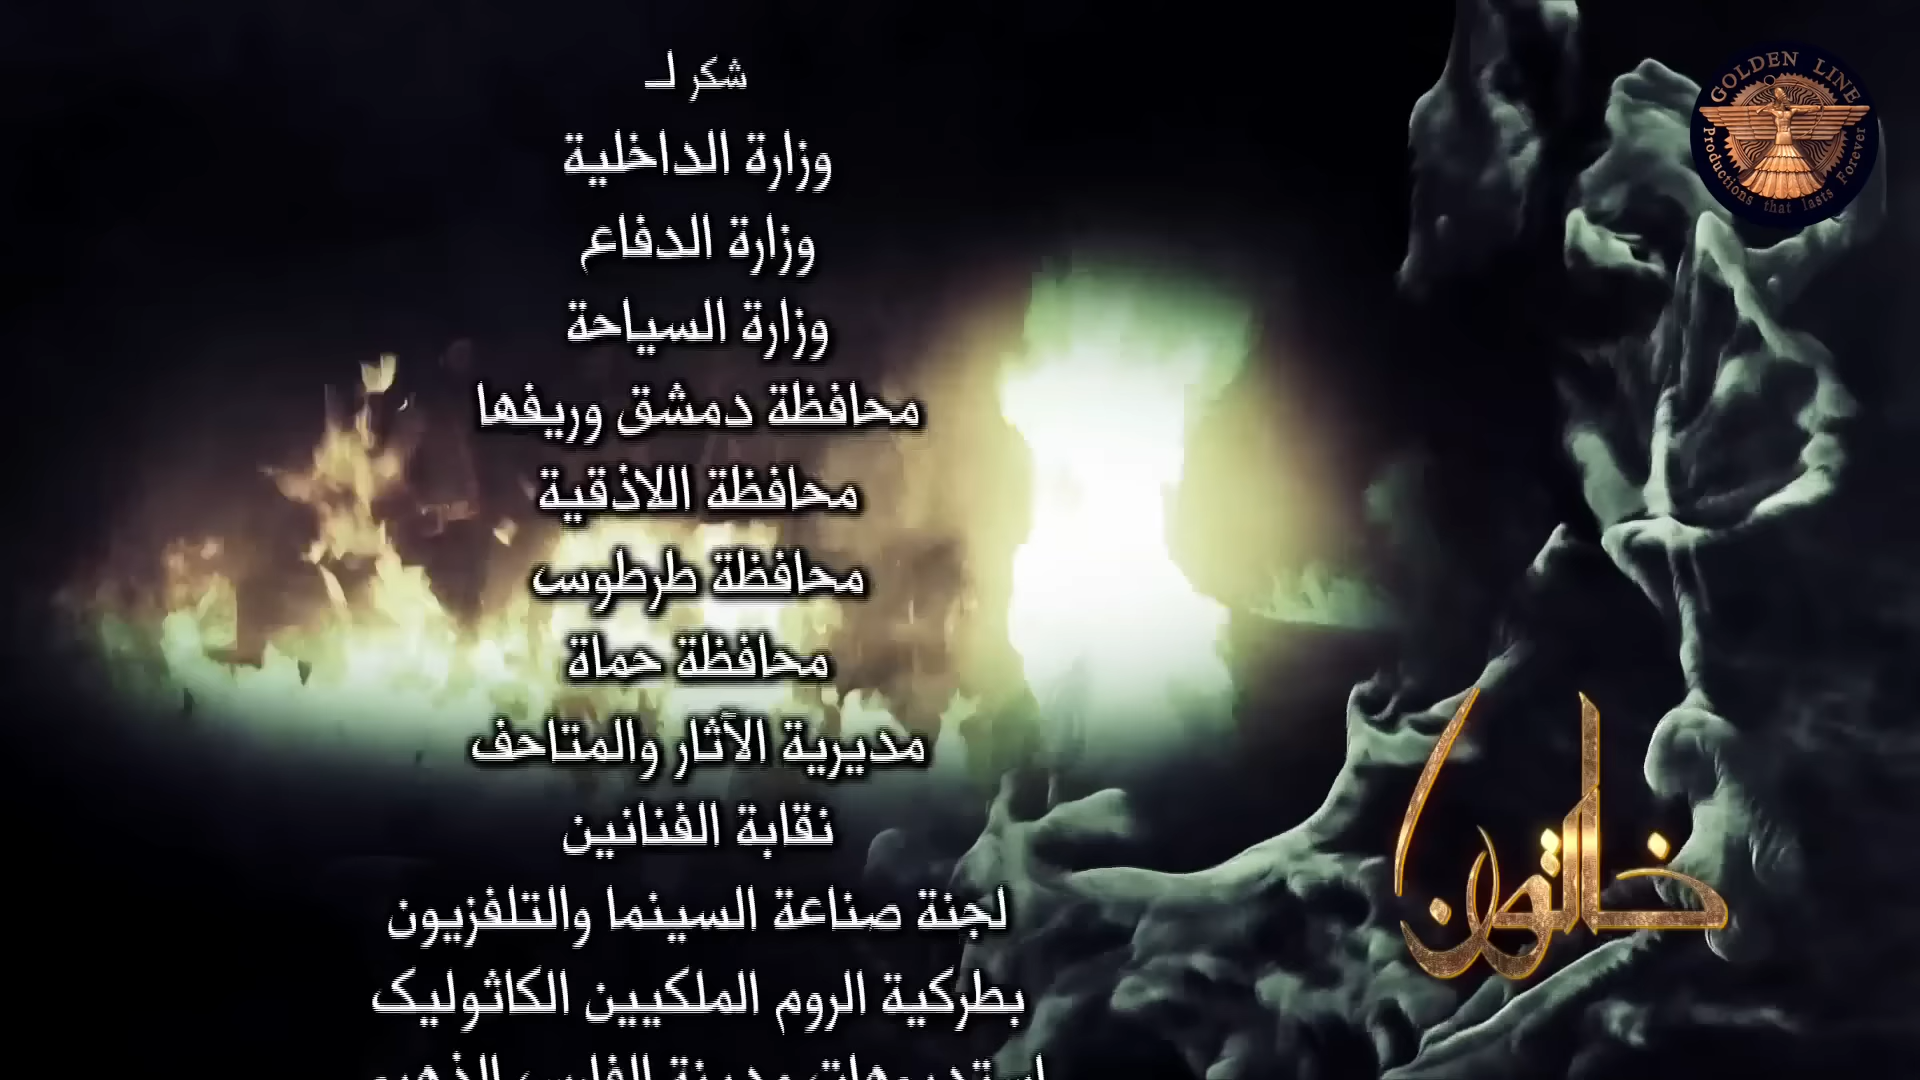 GOLDEN LINE
Productions that lasts Forever
شكر لـ
وزارة الداخلية
وزارة الدفاع
وزارة السياحة
محافظة دمشق وريفها
محافظة اللاذقية
محافظة طرطوس
محافظة حماة
مديرية الأثار والمتاحف
نقابة الفنانين
لجنة صناعة السينما والتلفزيون
بطركية الروم الملكيين الكاثوليك
خاتون